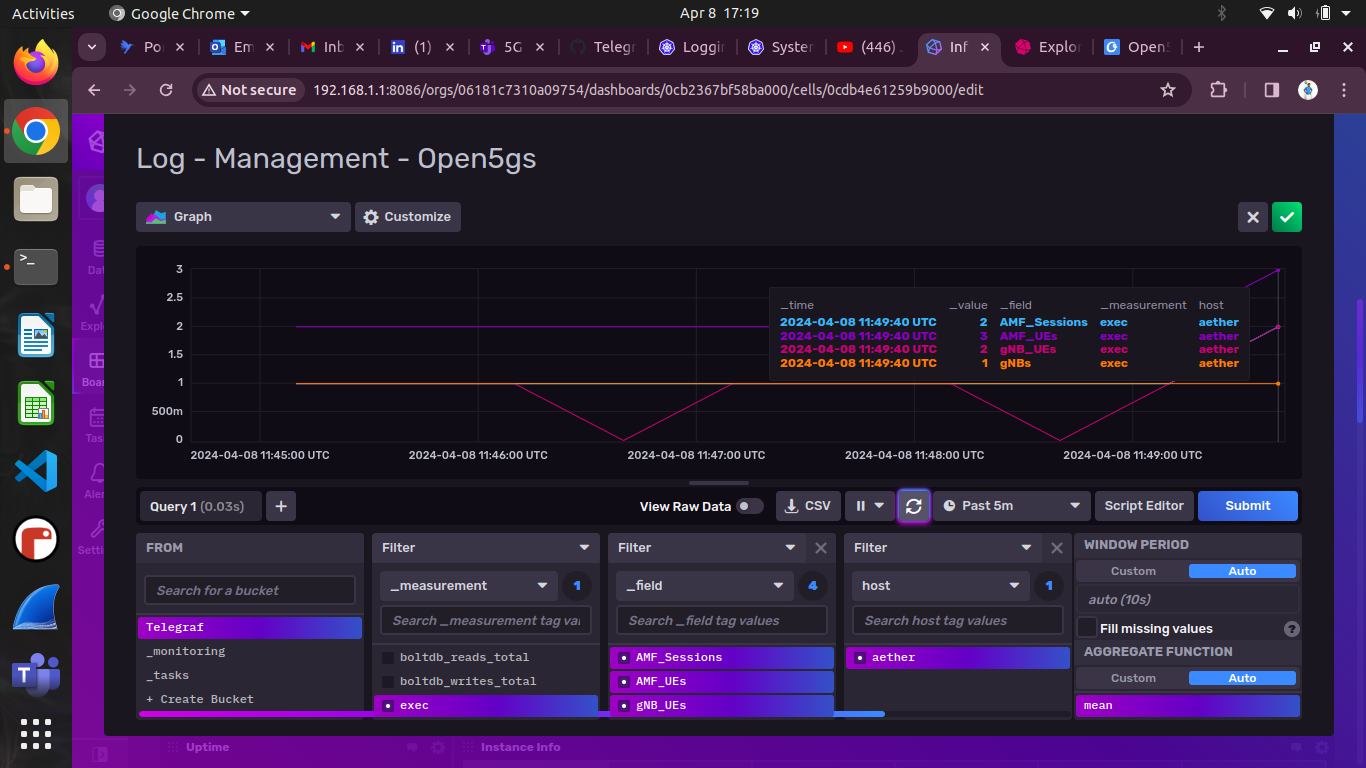 Activities Google Chrome Apr 8 17:19
Por Em Inb (1) 5G Telegr Loggin System (446) Inf Explor Open5
Not secure 192.168.1.1:8086/orgs/06181c7310a09754/dashboards/0cb2367bf58ba000/cells/0cdb4e61259b9000/edit
Log - Management - Open5gs
Graph Customize
3
2.5
2
1.5
1
500m
0
_time _value _field _measurement host
2024-04-08 11:49:40 UTC 2 AMF_Sessions exec aether
2024-04-08 11:49:40 UTC 3 AMF_UEs exec aether
2024-04-08 11:49:40 UTC 2 gNB_UEs exec aether
2024-04-08 11:49:40 UTC 1 gNBs exec aether
2024-04-08 11:45:00 UTC 2024-04-08 11:46:00 UTC 2024-04-08 11:47:00 UTC 2024-04-08 11:48:00 UTC 2024-04-08 11:49:00 UTC
Query 1 (0.03s) + View Raw Data CSV Past 5m Script Editor Submit
FROM
Search for a bucket
Telegraf
_monitoring
_tasks
+ Create Bucket
Filter
_measurement 1
Search _measurement tag val
boltdb_reads_total
boltdb_writes_total
exec
Filter
_field 4
Search _field tag values
AMF_Sessions
AMF_UEs
gNB_UEs
Filter
host 1
Search host tag values
aether
WINDOW PERIOD
Custom Auto
auto (10s)
Fill missing values ?
AGGREGATE FUNCTION
Custom Auto
mean
Dat
Explo
Boar
Tas
Aler
Setti
Uptime Instance Info